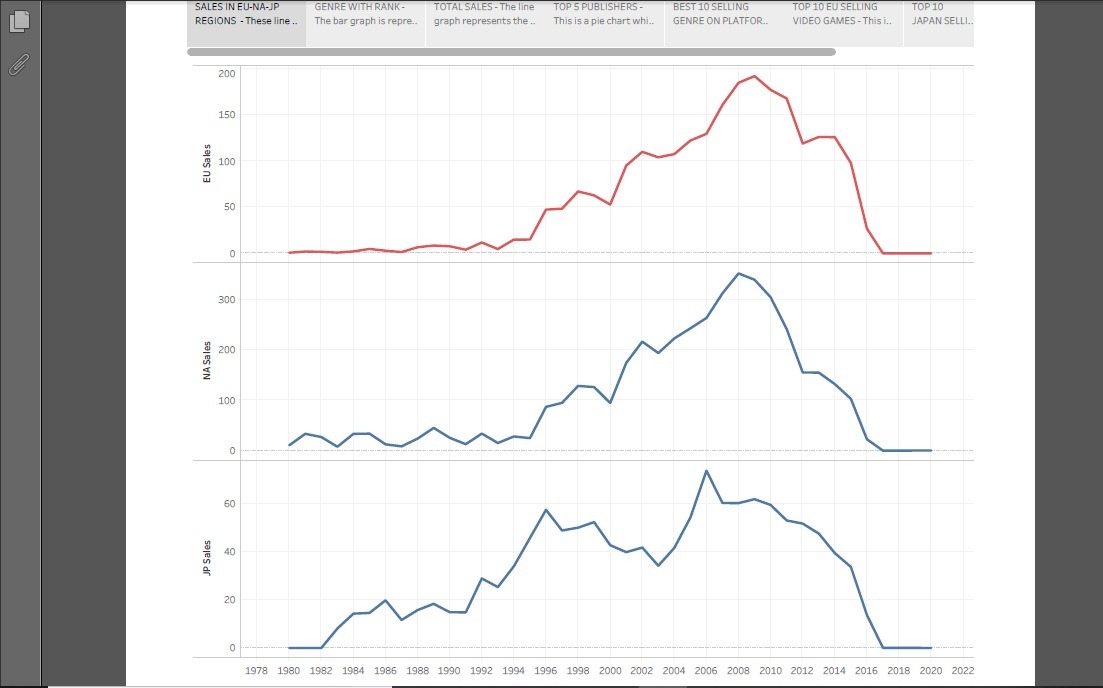 SALES IN EU-NA-JP
REGIONS - These line ..
GENRE WITH RANK -
The bar graph is repre..
TOTAL SALES - The line
graph represents the ..
TOP 5 PUBLISHERS -
This is a pie chart whi..
BEST 10 SELLING
GENRE ON PLATFOR..
TOP 10 EU SELLING
VIDEO GAMES - This i..
TOP 10
JAPAN SELLI..
EU Sales
200
150
100
50
0
NA Sales
300
200
100
0
JP Sales
60
40
20
0
1978 1980 1982 1984 1986 1988 1990 1992 1994 1996 1998 2000 2002 2004 2006 2008 2010 2012 2014 2016 2018 2020 2022